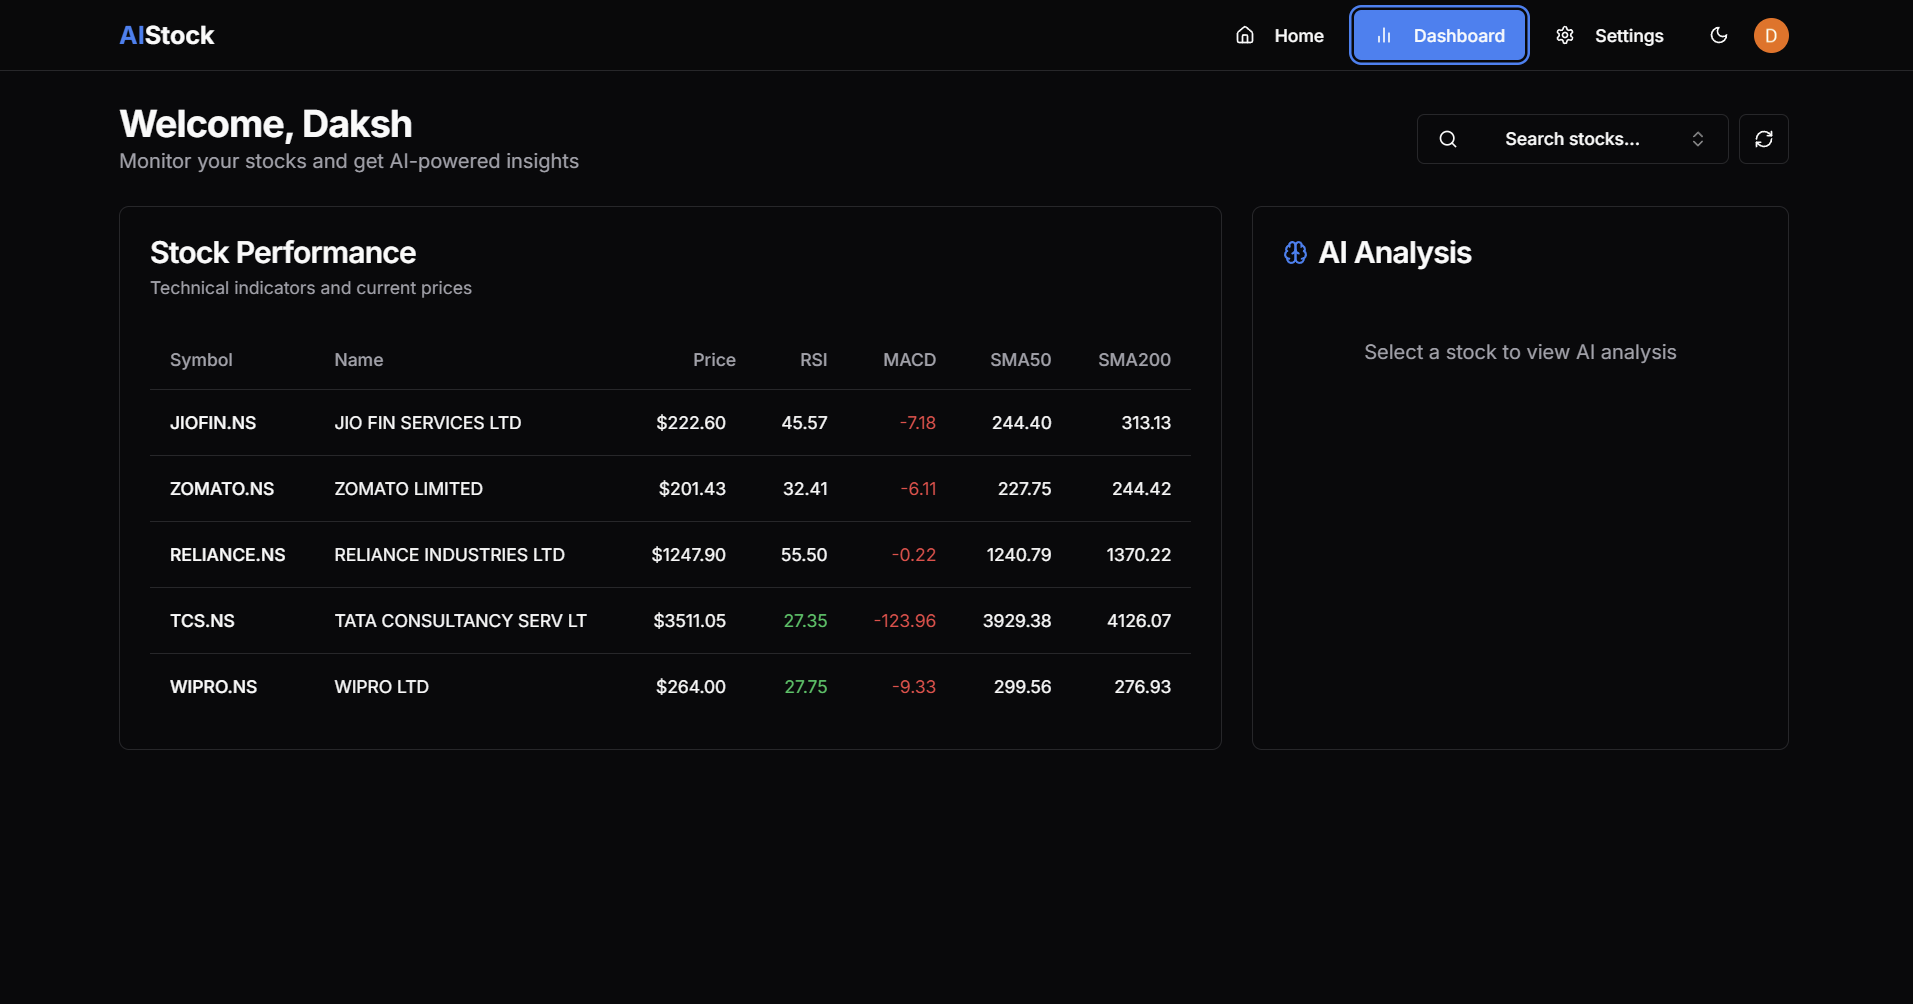 AIStock
Home
Dashboard
Settings
D
Welcome, Daksh
Monitor your stocks and get AI-powered insights
Search stocks...
Stock Performance
Technical indicators and current prices
Symbol Name Price RSI MACD SMA50 SMA200
JIOFIN.NS JIO FIN SERVICES LTD $222.60 45.57 -7.18 244.40 313.13
ZOMATO.NS ZOMATO LIMITED $201.43 32.41 -6.11 227.75 244.42
RELIANCE.NS RELIANCE INDUSTRIES LTD $1247.90 55.50 -0.22 1240.79 1370.22
TCS.NS TATA CONSULTANCY SERV LT $3511.05 27.35 -123.96 3929.38 4126.07
WIPRO.NS WIPRO LTD $264.00 27.75 -9.33 299.56 276.93
AI Analysis
Select a stock to view AI analysis